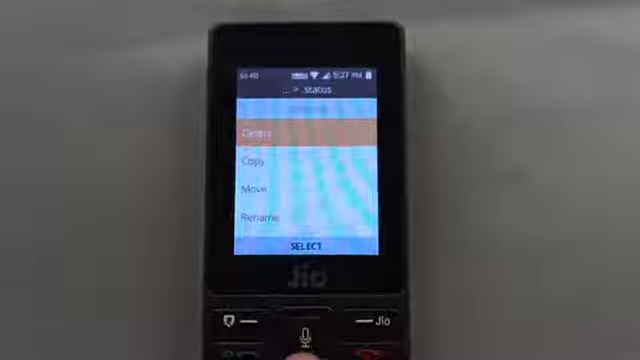 5:27 PM
... > .status
Delete
Copy
Move
Rename
SELECT
Jio
Jio